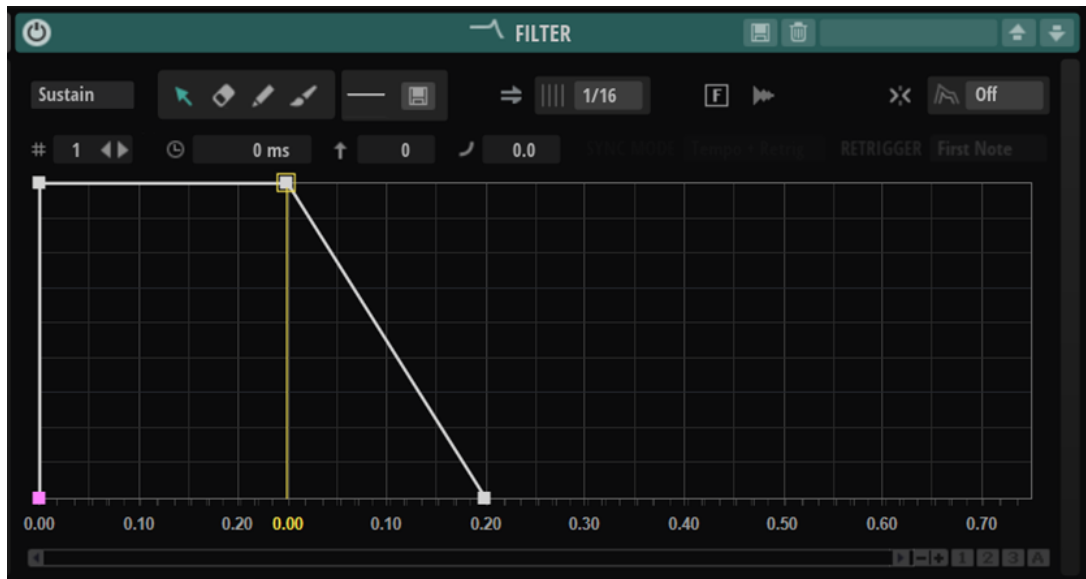 FILTER
Sustain 1/16 F Off
# 1 0 ms 0 0.0 SYNC MODE Tempo + Retrig RETRIGGER First Note
0.00 0.10 0.20 0.00 0.10 0.20 0.30 0.40 0.50 0.60 0.70
1 2 3 A